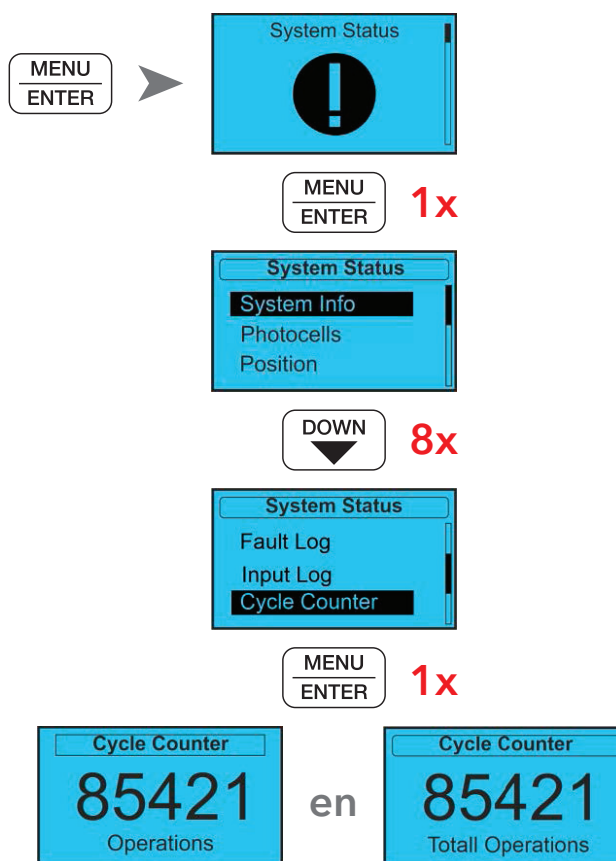 System Status
MENU
ENTER
MENU
ENTER
1x
System Status
System Info
Photocells
Position
DOWN
8x
System Status
Fault Log
Input Log
Cycle Counter
MENU
ENTER
1x
Cycle Counter
85421
Operations
en
Cycle Counter
85421
Totall Operations